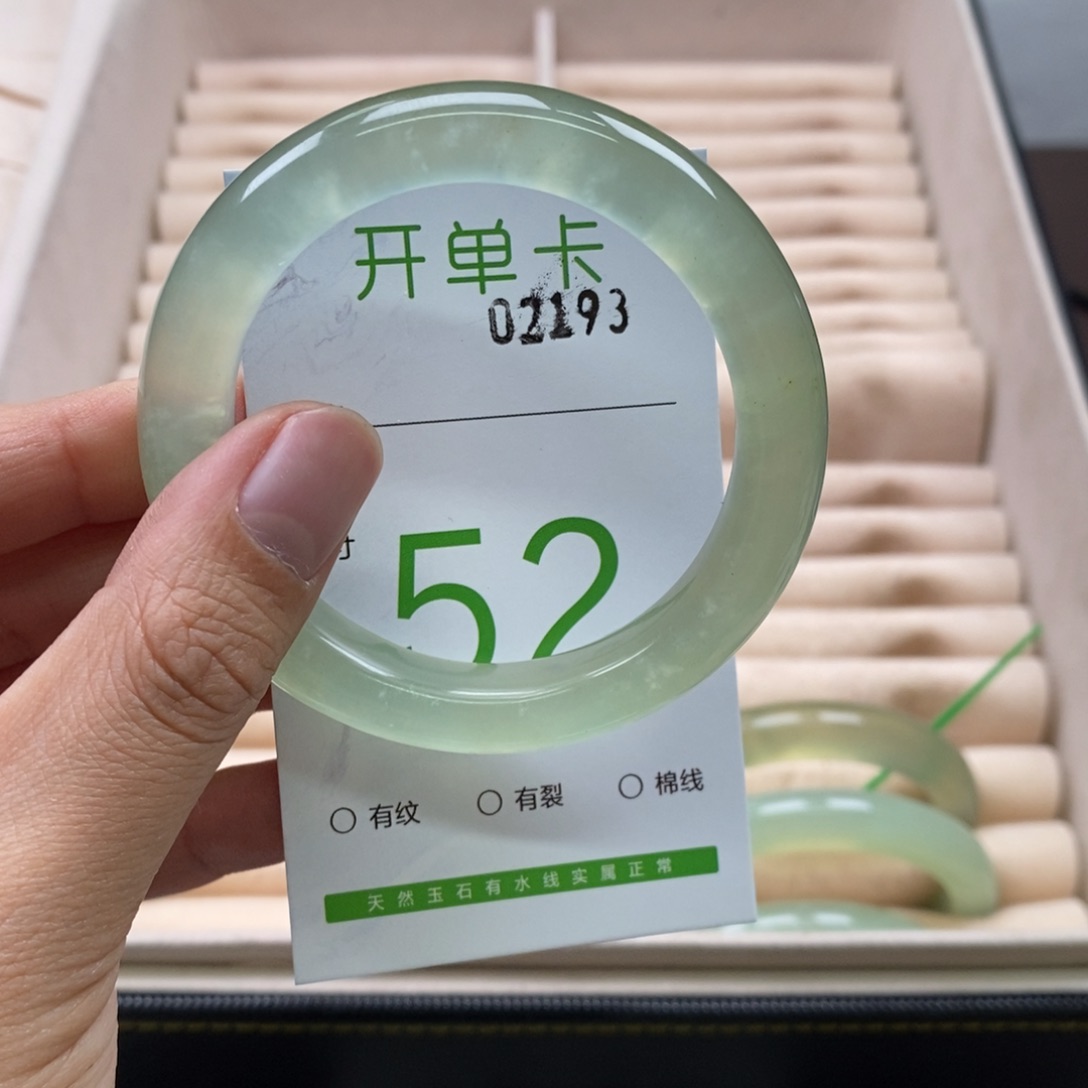 开单卡
02193
寸
52
有纹 有裂 棉线
天然玉石有水线实属正常